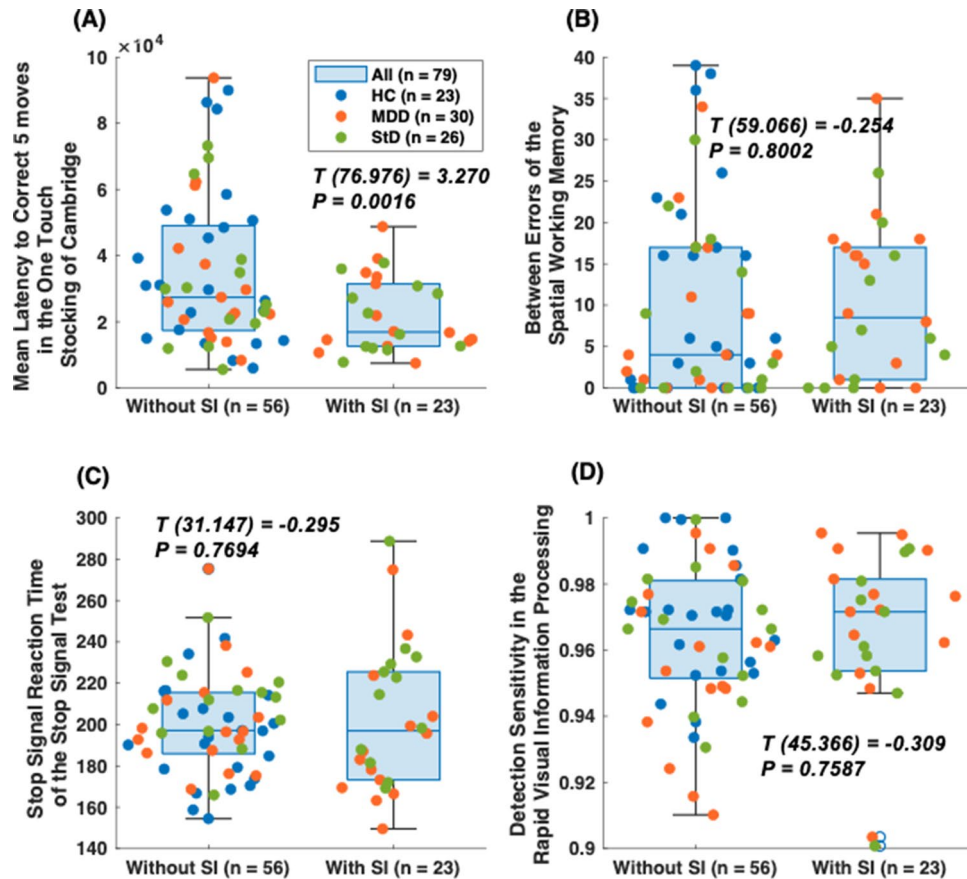 (A)
× 10⁴
Mean Latency to Correct 5 moves
in the One Touch
Stocking of Cambridge
10
8
6
4
2
0
All (n = 79)
HC (n = 23)
MDD (n = 30)
StD (n = 26)
T (76.976) = 3.270
P = 0.0016
Without SI (n = 56)
With SI (n = 23)
(B)
Between Errors of the
Spatial Working Memory
40
35
30
25
20
15
10
5
0
T (59.066) = -0.254
P = 0.8002
Without SI (n = 56)
With SI (n = 23)
(C)
Stop Signal Reaction Time
of the Stop Signal Test
300
280
260
240
220
200
180
160
140
T (31.147) = -0.295
P = 0.7694
Without SI (n = 56)
With SI (n = 23)
(D)
Detection Sensitivity in the
Rapid Visual Information Processing
1
0.98
0.96
0.94
0.92
0.9
T (45.366) = -0.309
P = 0.7587
Without SI (n = 56)
With SI (n = 23)